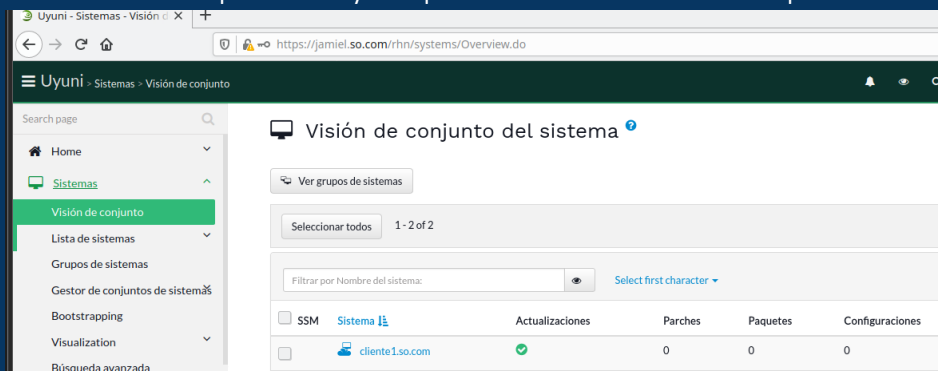 Uyuni - Sistemas - Visión d
https://jamiel.so.com/rhn/systems/Overview.do
Uyuni > Sistemas > Visión de conjunto
Search page
Home
Sistemas
Visión de conjunto
Lista de sistemas
Grupos de sistemas
Gestor de conjuntos de sistemas
Bootstrapping
Visualization
Búsqueda avanzada
Visión de conjunto del sistema
Ver grupos de sistemas
Seleccionar todos 1 - 2 of 2
Filtrar por Nombre del sistema: Select first character
SSM Sistema Actualizaciones Parches Paquetes Configuraciones
cliente1.so.com 0 0 0